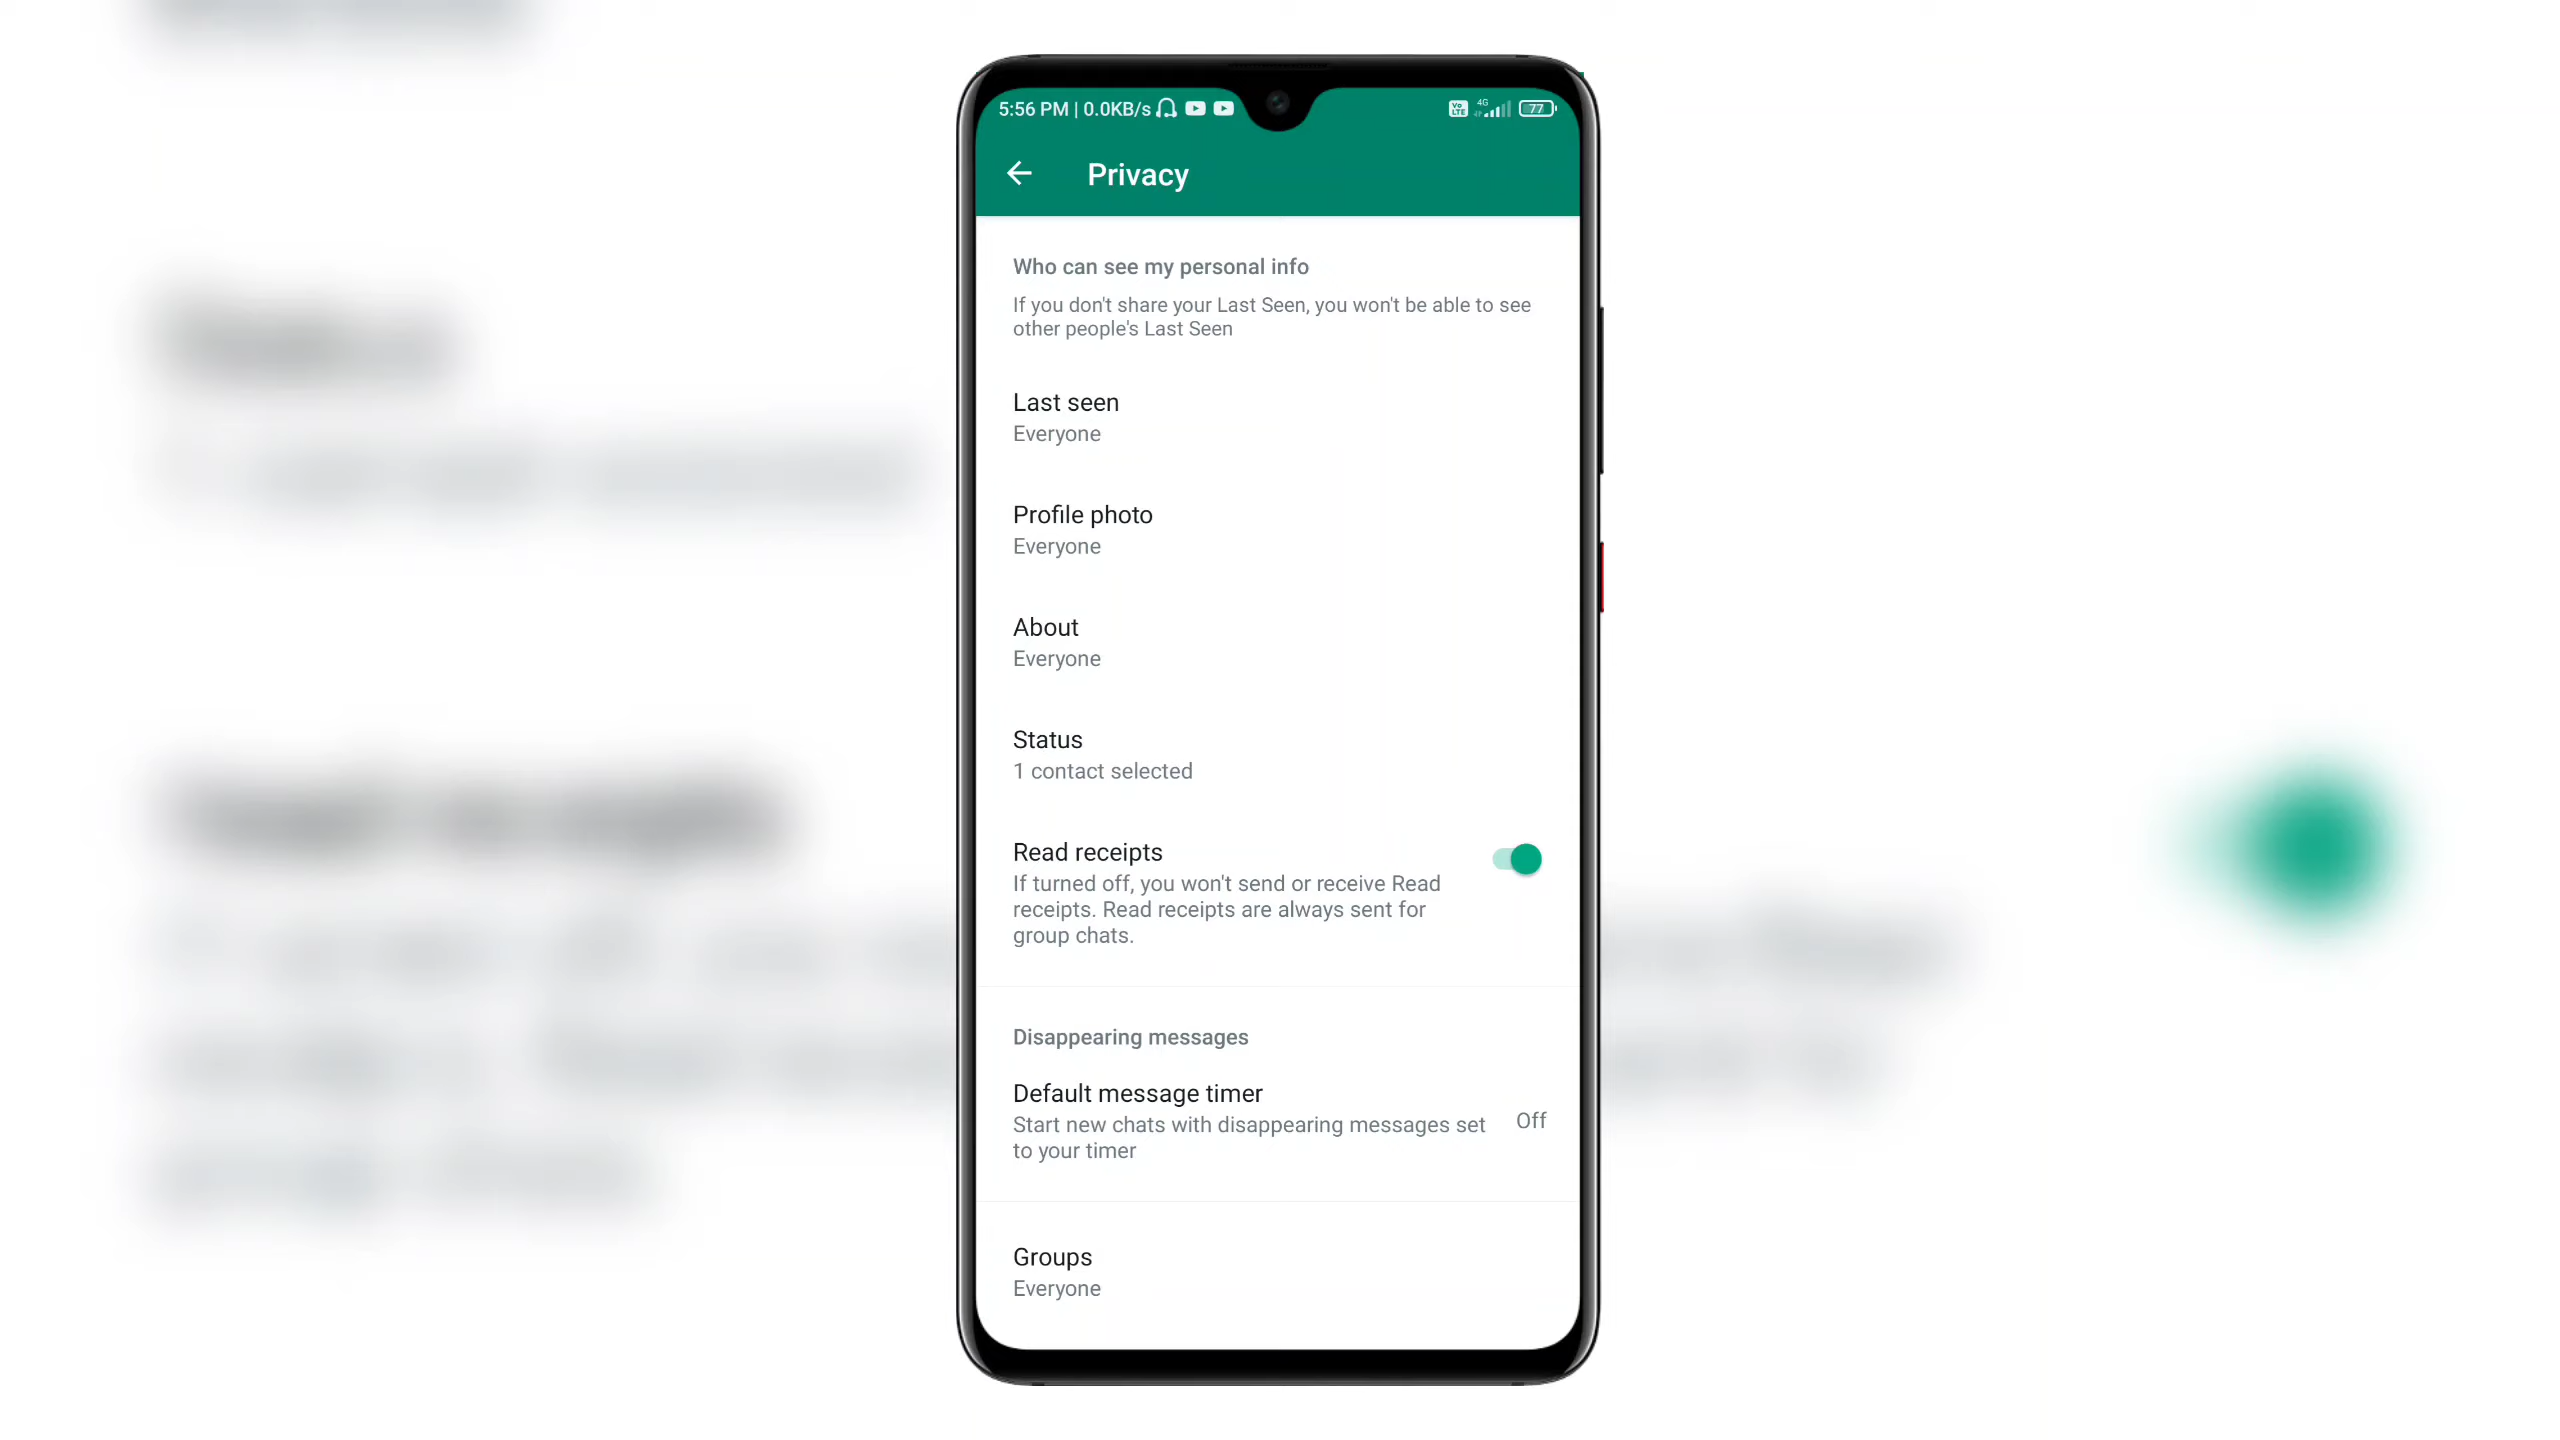 5:56 PM | 0.0KB/s
Vo LTE 4G 77
Privacy
Who can see my personal info
If you don't share your Last Seen, you won't be able to see
other people's Last Seen
Last seen
Everyone
Profile photo
Everyone
About
Everyone
Status
1 contact selected
Read receipts
If turned off, you won't send or receive Read
receipts. Read receipts are always sent for
group chats.
Disappearing messages
Default message timer
Start new chats with disappearing messages set
to your timer
Off
Groups
Everyone